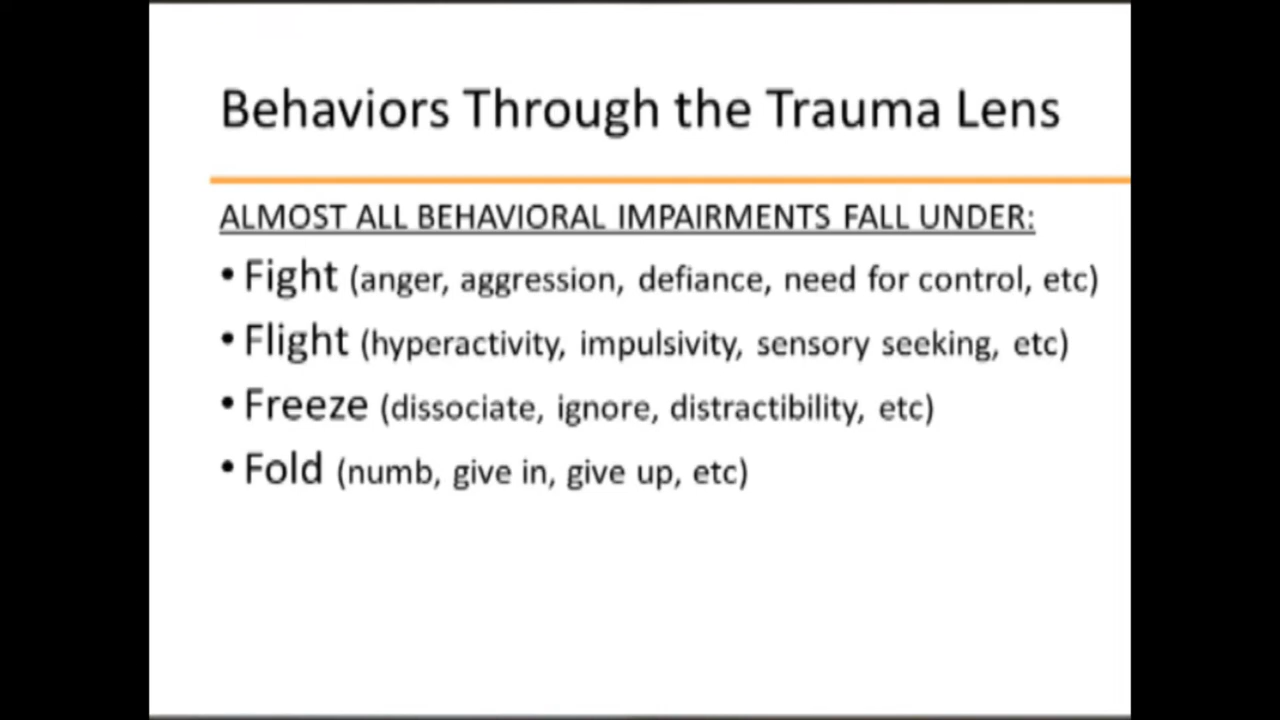 Behaviors Through the Trauma Lens
ALMOST ALL BEHAVIORAL IMPAIRMENTS FALL UNDER:
• Fight (anger, aggression, defiance, need for control, etc)
• Flight (hyperactivity, impulsivity, sensory seeking, etc)
• Freeze (dissociate, ignore, distractibility, etc)
• Fold (numb, give in, give up, etc)